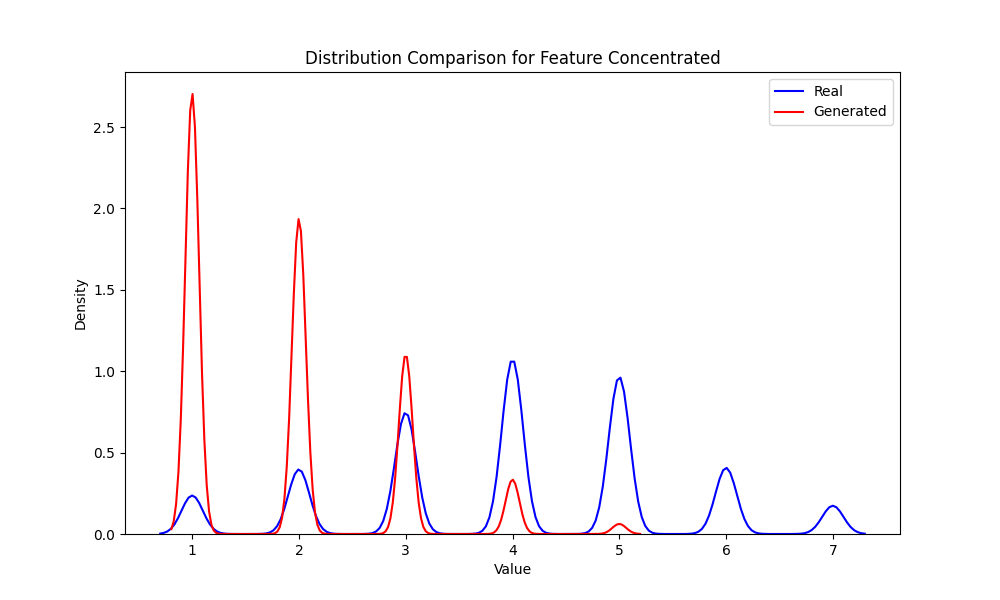 Distribution Comparison for Feature Concentrated
Real
Generated
Density
2.5
2.0
1.5
1.0
0.5
0.0
1 2 3 4 5 6 7
Value